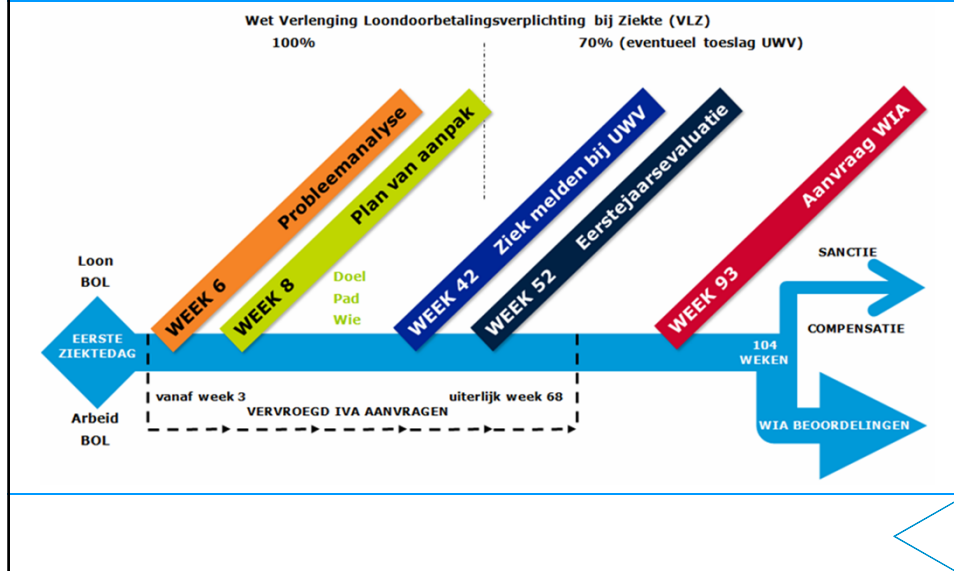 Wet Verlenging Loondoorbetalingsverplichting bij Ziekte (VLZ)
100%
70% (eventueel toeslag UWV)
WEEK 6 Probleemanalyse
WEEK 8 Plan van aanpak
WEEK 42 Ziek melden bij UWV
WEEK 52 Eerstejaarsevaluatie
WEEK 93 Aanvraag WIA
Loon
BOL
Doel
Pad
Wie
SANCTIE
COMPENSATIE
EERSTE
ZIEKTEDAG
104
WEKEN
Arbeid
BOL
vanaf week 3
uiterlijk week 68
VERVROEGD IVA AANVRAGEN
WIA BEOORDELINGEN